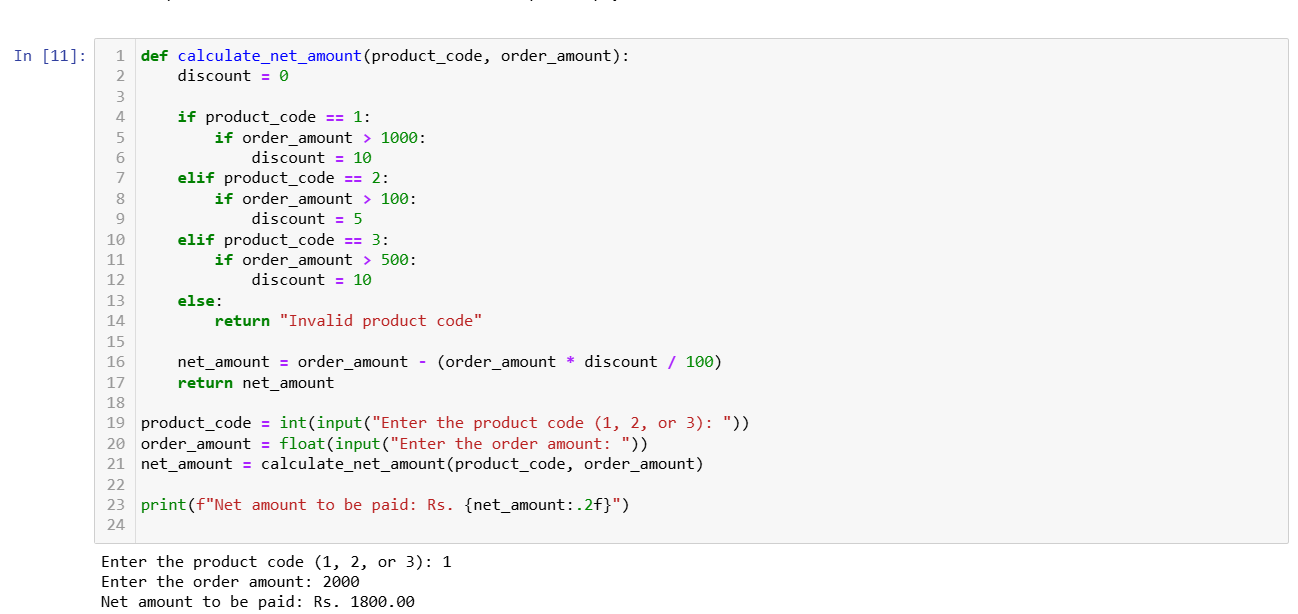 In [11]:
1 def calculate_net_amount(product_code, order_amount):
2     discount = 0
3
4     if product_code == 1:
5         if order_amount > 1000:
6             discount = 10
7     elif product_code == 2:
8         if order_amount > 100:
9             discount = 5
10     elif product_code == 3:
11         if order_amount > 500:
12             discount = 10
13     else:
14         return "Invalid product code"
15
16     net_amount = order_amount - (order_amount * discount / 100)
17     return net_amount
18
19 product_code = int(input("Enter the product code (1, 2, or 3): "))
20 order_amount = float(input("Enter the order amount: "))
21 net_amount = calculate_net_amount(product_code, order_amount)
22
23 print(f"Net amount to be paid: Rs. {net_amount:.2f}")
24
Enter the product code (1, 2, or 3): 1
Enter the order amount: 2000
Net amount to be paid: Rs. 1800.00